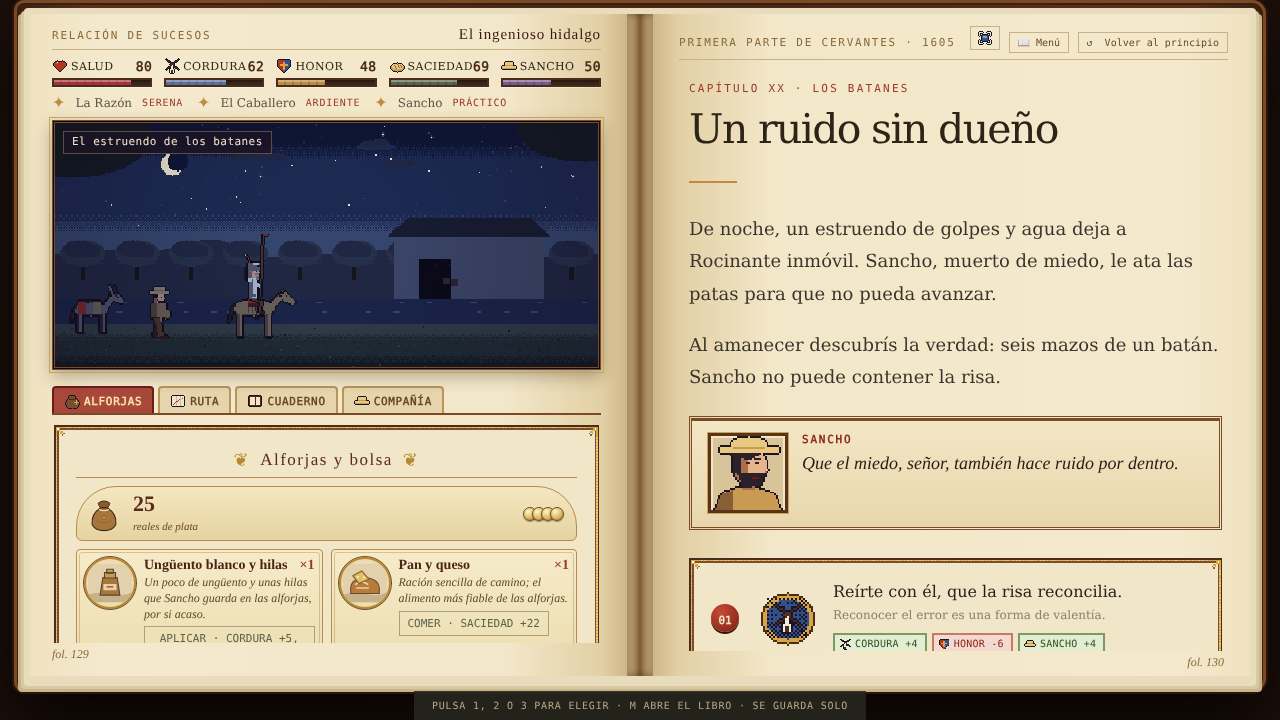 RELACIÓN DE SUCESOS
El ingenioso hidalgo
SALUD 80
CORDURA 62
HONOR 48
SACIEDAD 69
SANCHO 50
La Razón SERENA
El Caballero ARDIENTE
Sancho PRÁCTICO
El estruendo de los batanes
ALFORJAS
RUTA
CUADERNO
COMPAÑÍA
Alforjas y bolsa
25
reales de plata
Ungüento blanco y hilas ×1
Un poco de ungüento y unas hilas
que Sancho guarda en las alforjas,
por si acaso.
APLICAR · CORDURA +5,
Pan y queso ×1
Ración sencilla de camino; el
alimento más fiable de las alforjas.
COMER · SACIEDAD +22
fol. 129
PRIMERA PARTE DE CERVANTES · 1605
Menú
↺ Volver al principio
CAPÍTULO XX · LOS BATANES
Un ruido sin dueño
De noche, un estruendo de golpes y agua deja a
Rocinante inmóvil. Sancho, muerto de miedo, le ata las
patas para que no pueda avanzar.
Al amanecer descubrís la verdad: seis mazos de un batán.
Sancho no puede contener la risa.
SANCHO
Que el miedo, señor, también hace ruido por dentro.
01
Reírte con él, que la risa reconcilia.
Reconocer el error es una forma de valentía.
CORDURA +4
HONOR -6
SANCHO +4
fol. 130
PULSA 1, 2 O 3 PARA ELEGIR · M ABRE EL LIBRO · SE GUARDA SOLO